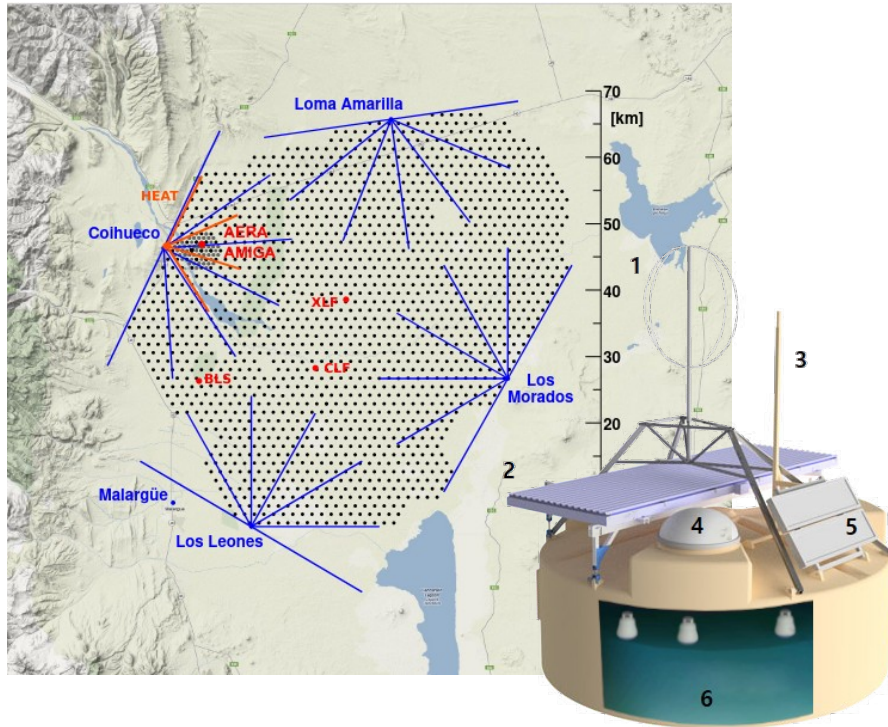 70
Loma Amarilla
[km]
60
HEAT
50
Coihueco
AERA
AMIGA
1
40
XLF
3
30
CLF
BLS
Los
Morados
20
2
Malargüe
4
5
Los Leones
6